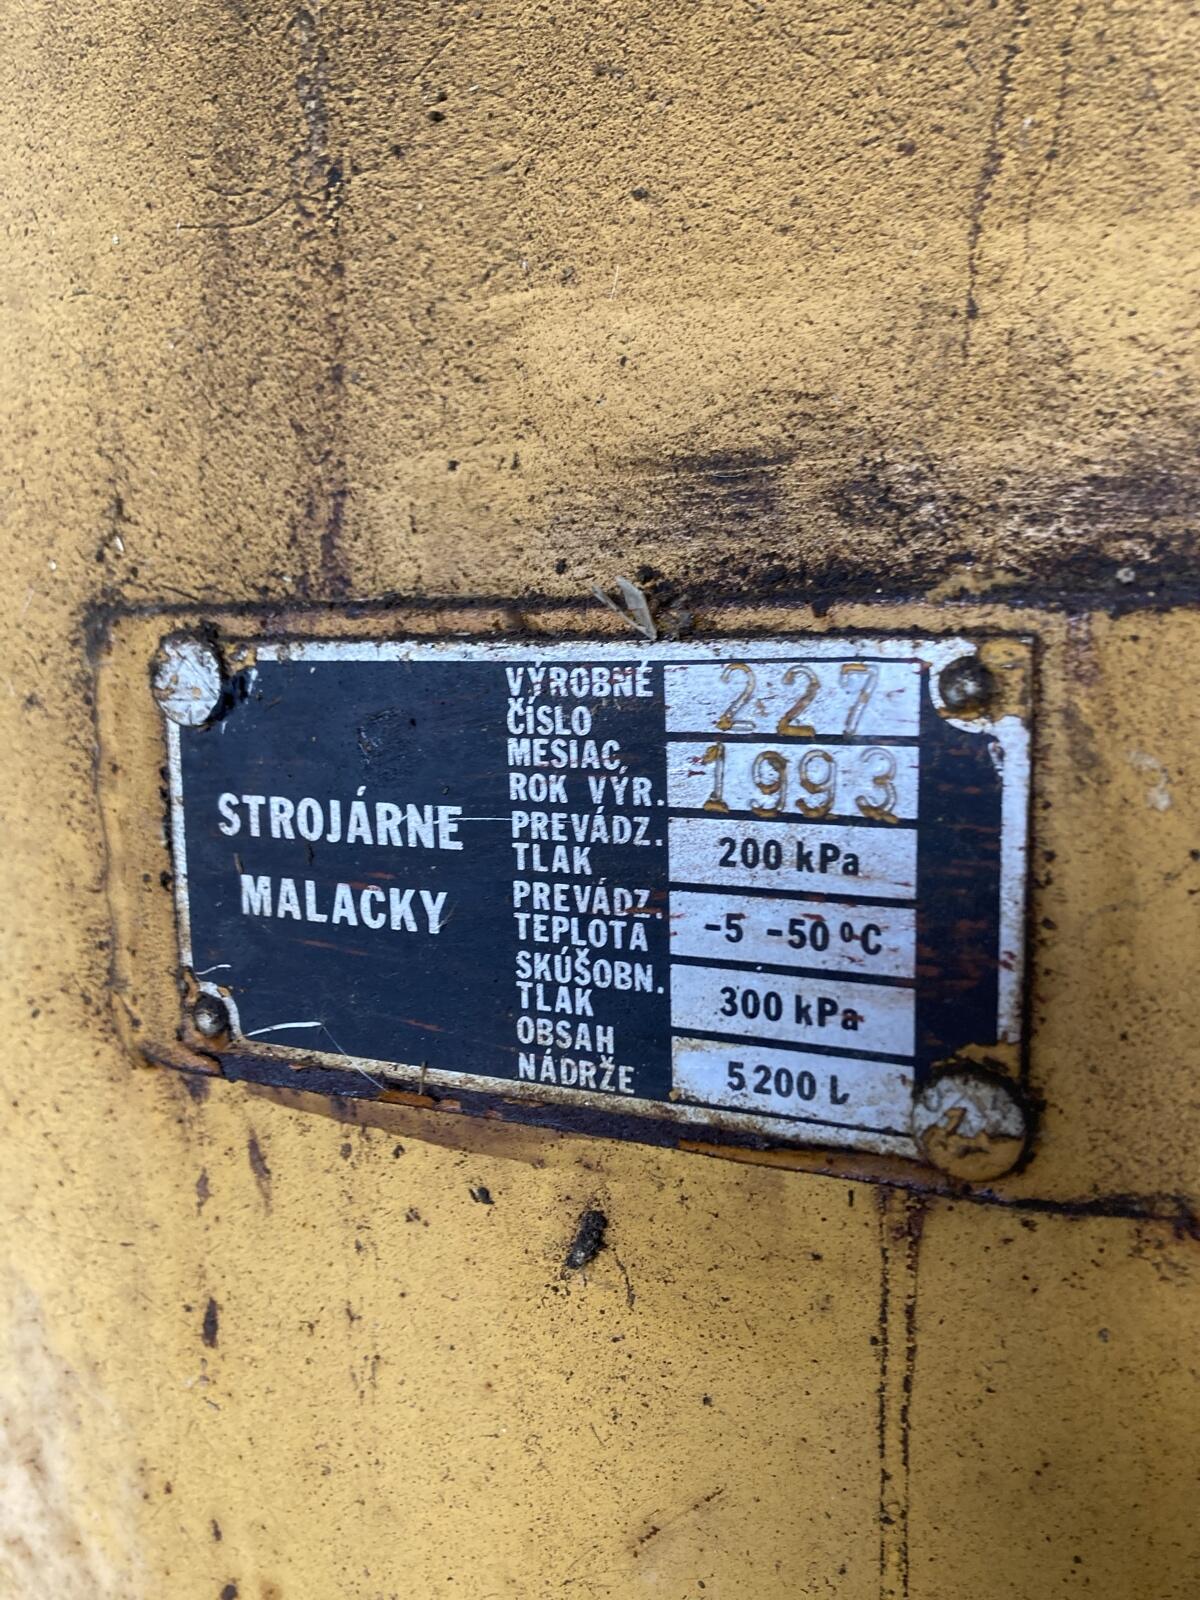 STROJÁRNE
MALACKY
VÝROBNÉ
ČÍSLO
227
MESIAC,
ROK VÝR.
1993
PREVÁDZ.
TLAK
200 kPa
PREVÁDZ.
TEPLOTA
-5 -50 °C
SKÚŠOBN.
TLAK
300 kPa
OBSAH
NÁDRŽE
5200 L